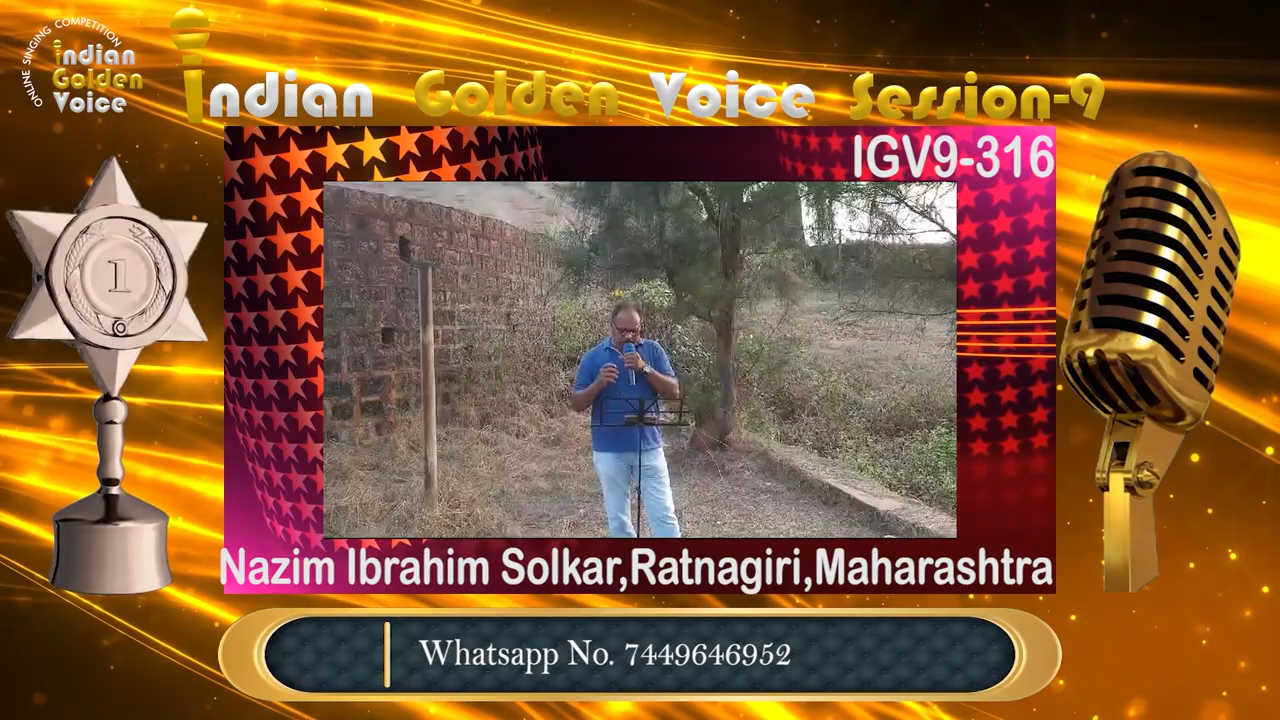 ONLINE SINGING COMPETITION
indian
Golden
Voice
indian Golden Voice Session-9
IGV9-316
1
Nazim Ibrahim Solkar,Ratnagiri,Maharashtra
Whatsapp No. 7449646952